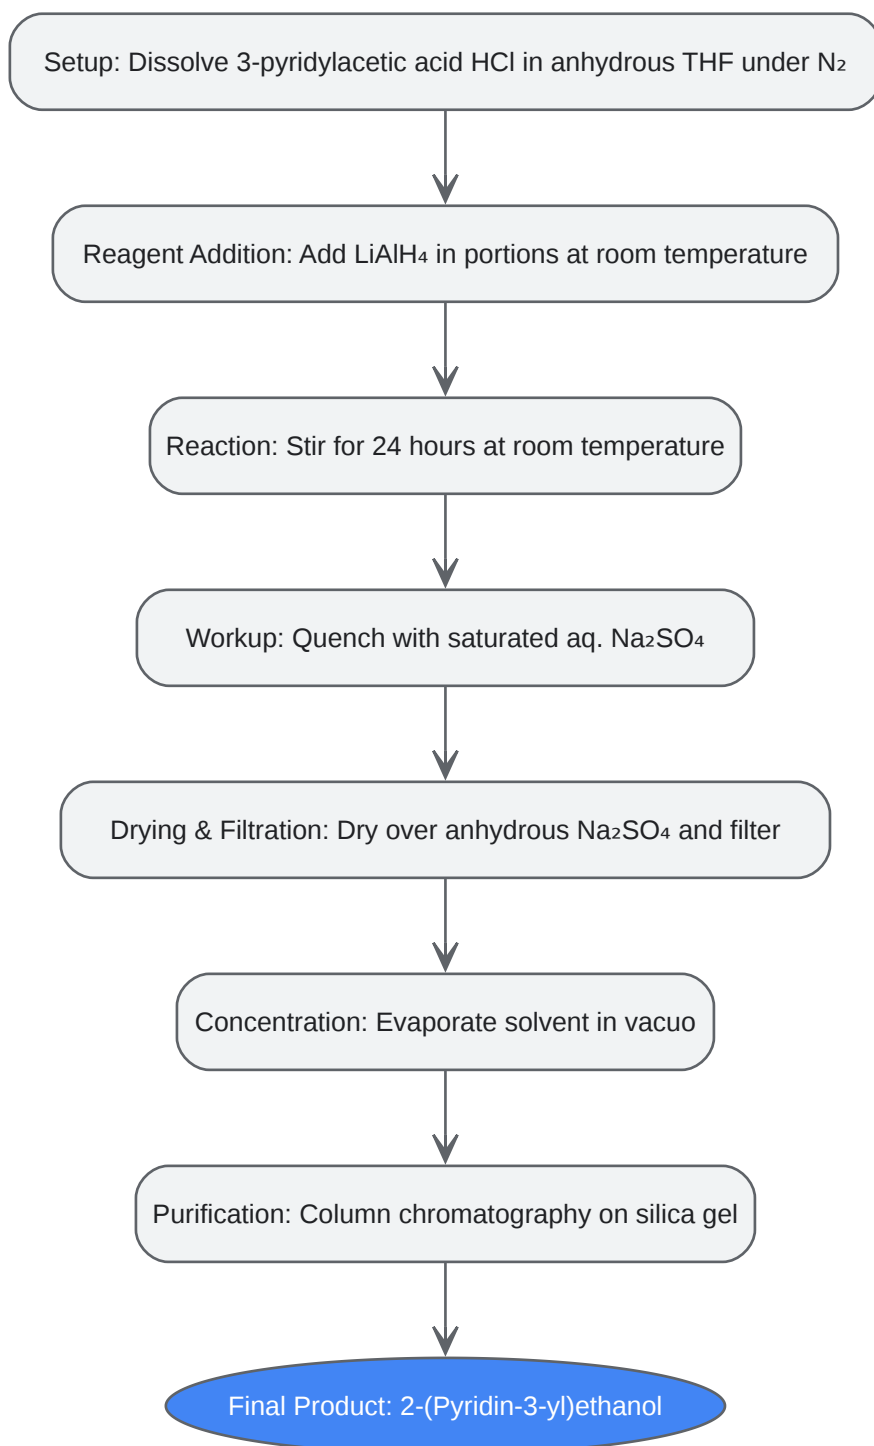 Setup: Dissolve 3-pyridylacetic acid HCl in anhydrous THF under N₂
Reagent Addition: Add LiAlH₄ in portions at room temperature
Reaction: Stir for 24 hours at room temperature
Workup: Quench with saturated aq. Na₂SO₄
Drying & Filtration: Dry over anhydrous Na₂SO₄ and filter
Concentration: Evaporate solvent in vacuo
Purification: Column chromatography on silica gel
Final Product: 2-(Pyridin-3-yl)ethanol